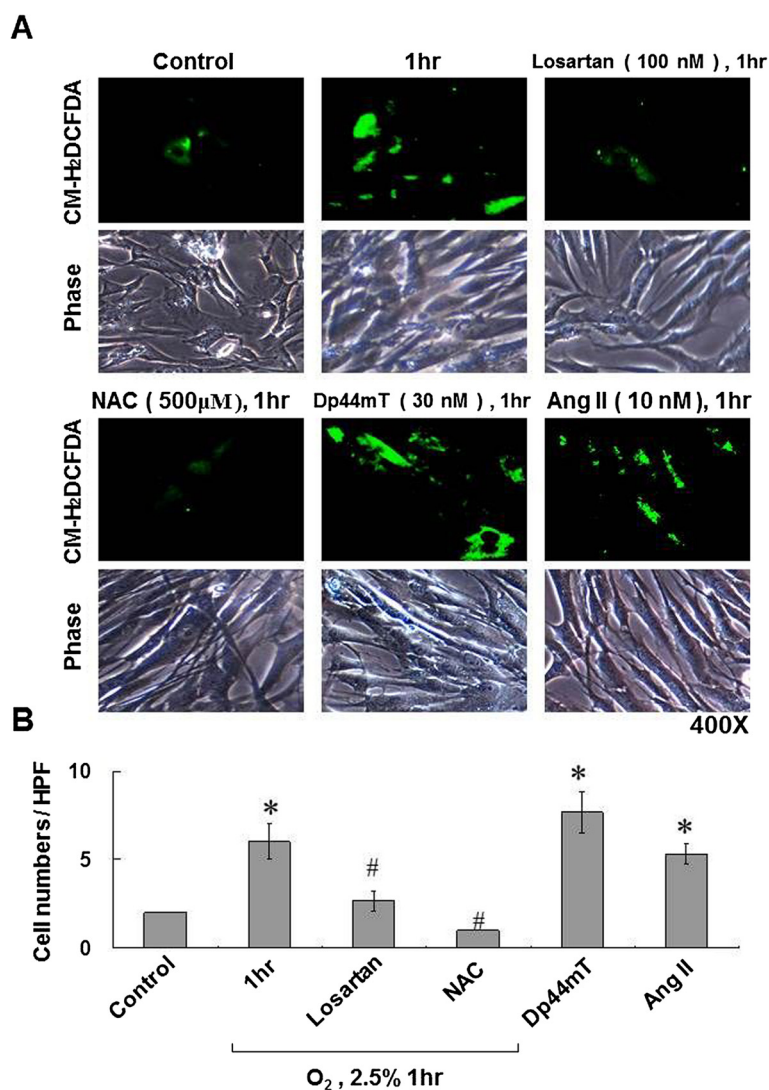 A
Control
1hr
Losartan ( 100 nM ) , 1hr
CM-H2DCFDA
Phase
NAC ( 500μM), 1hr
Dp44mT ( 30 nM ) , 1hr
Ang II ( 10 nM), 1hr
CM-H2DCFDA
Phase
400X
B
Cell numbers / HPF
10
5
0
*
#
#
*
*
Control
1hr
Losartan
NAC
Dp44mT
Ang II
O2 , 2.5% 1hr